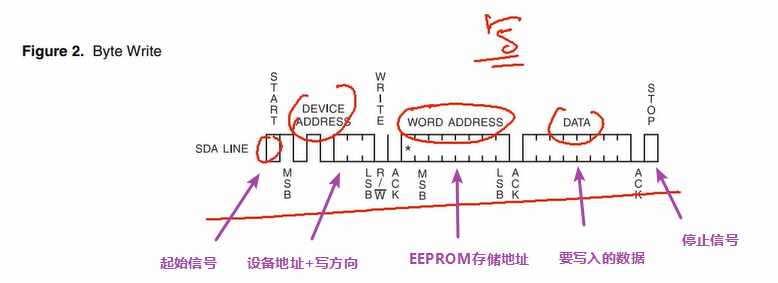 Figure 2. Byte Write
START
DEVICE
ADDRESS
WRITE
WORD ADDRESS
DATA
STOP
SDA LINE
*
MSB
LSB
R/W
ACK
MSB
LSB
ACK
ACK
起始信号
设备地址+写方向
EEPROM存储地址
要写入的数据
停止信号